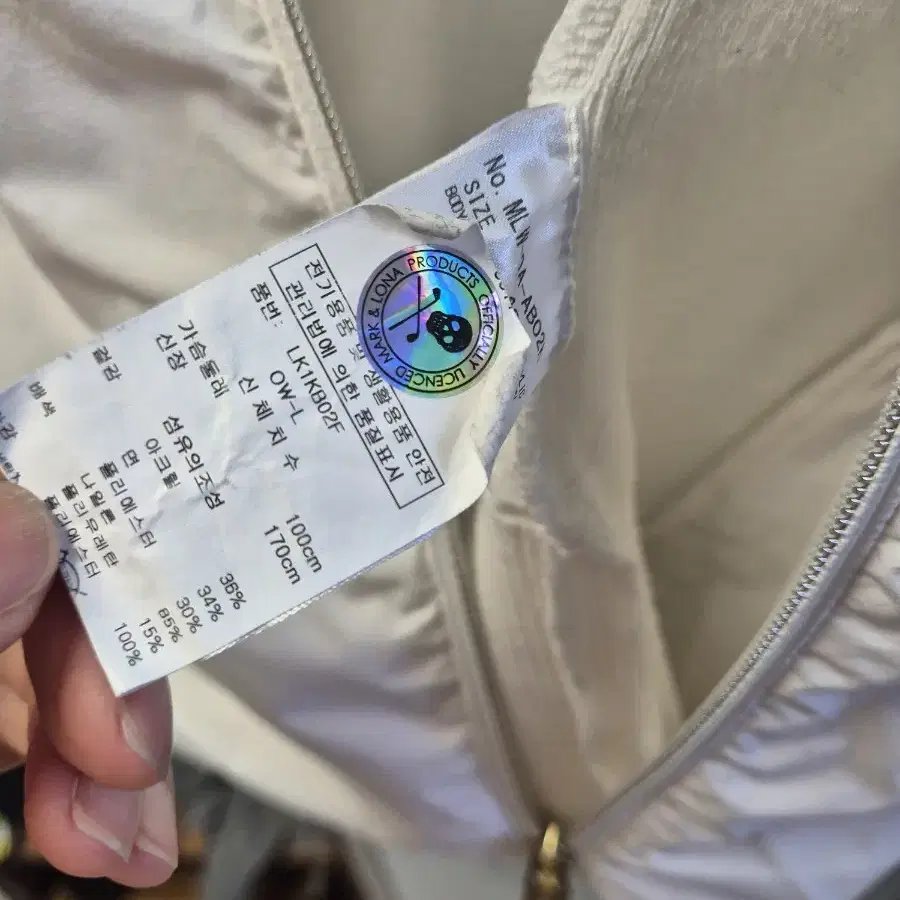 No. ML
SIZE
BODY
MARK & LONA PRODUCTS OFFICIALLY LICENCED
전기용품 및 생활용품 안전
관리법에 의한 품질표시
품번: LK1KB02F
OW-L
신 체 치 수
가슴둘레 100cm
신장 170cm
섬유의조성
겉감 아크릴 36%
면 34%
폴리에스터 30%
배색 나일론 85%
폴리우레탄 15%
폴리에스터 100%